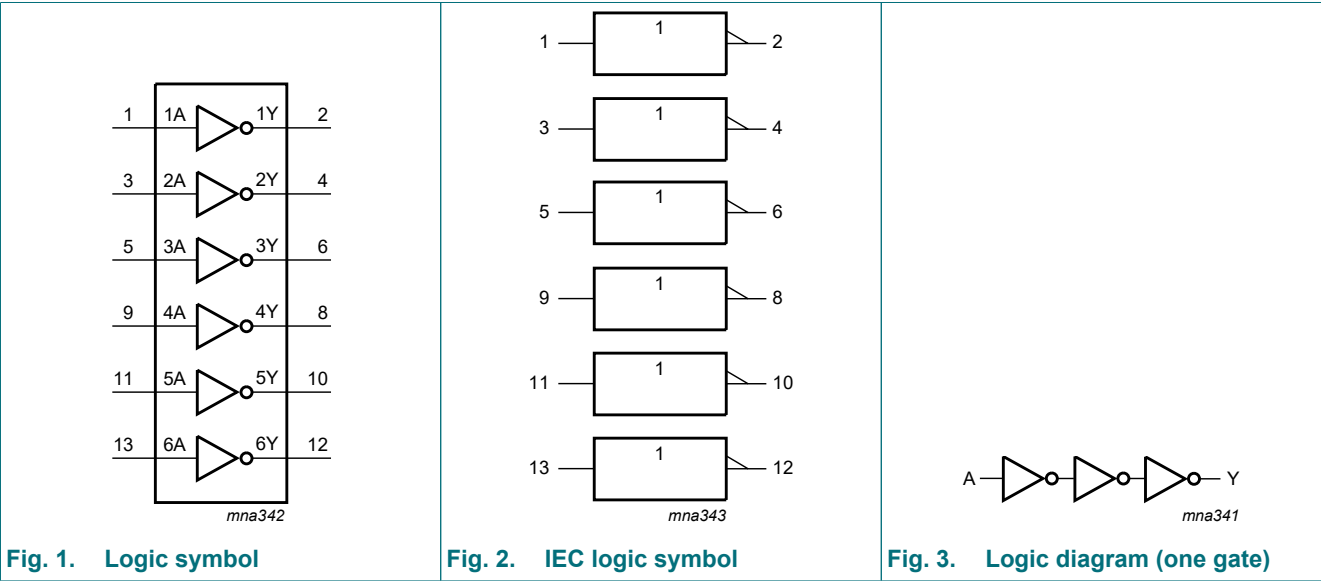 1 1A 1Y 2
3 2A 2Y 4
5 3A 3Y 6
9 4A 4Y 8
11 5A 5Y 10
13 6A 6Y 12
mna342
Fig. 1. Logic symbol
1 1 2
3 1 4
5 1 6
9 1 8
11 1 10
13 1 12
mna343
Fig. 2. IEC logic symbol
A Y
mna341
Fig. 3. Logic diagram (one gate)